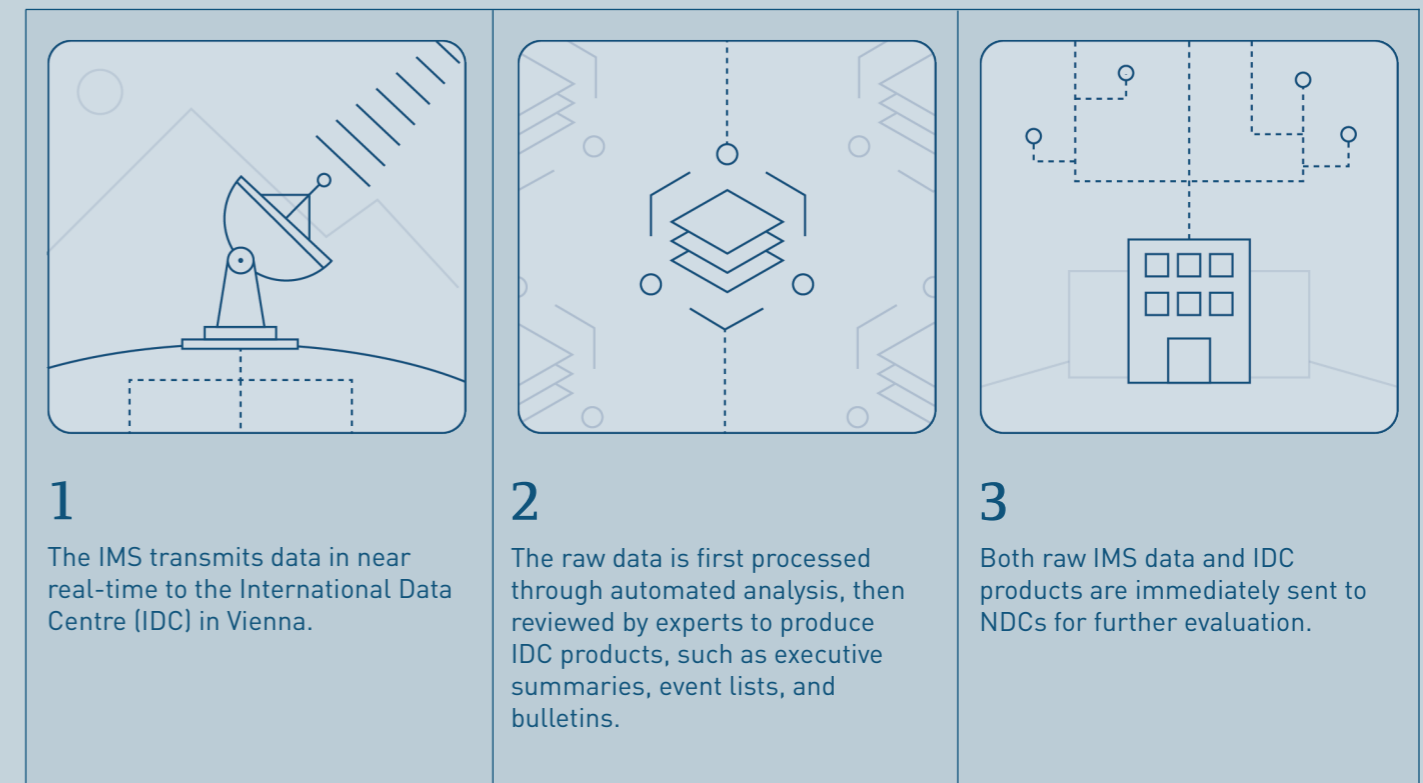 1
The IMS transmits data in near
real-time to the International Data
Centre (IDC) in Vienna.
2
The raw data is first processed
through automated analysis, then
reviewed by experts to produce
IDC products, such as executive
summaries, event lists, and
bulletins.
3
Both raw IMS data and IDC
products are immediately sent to
NDCs for further evaluation.